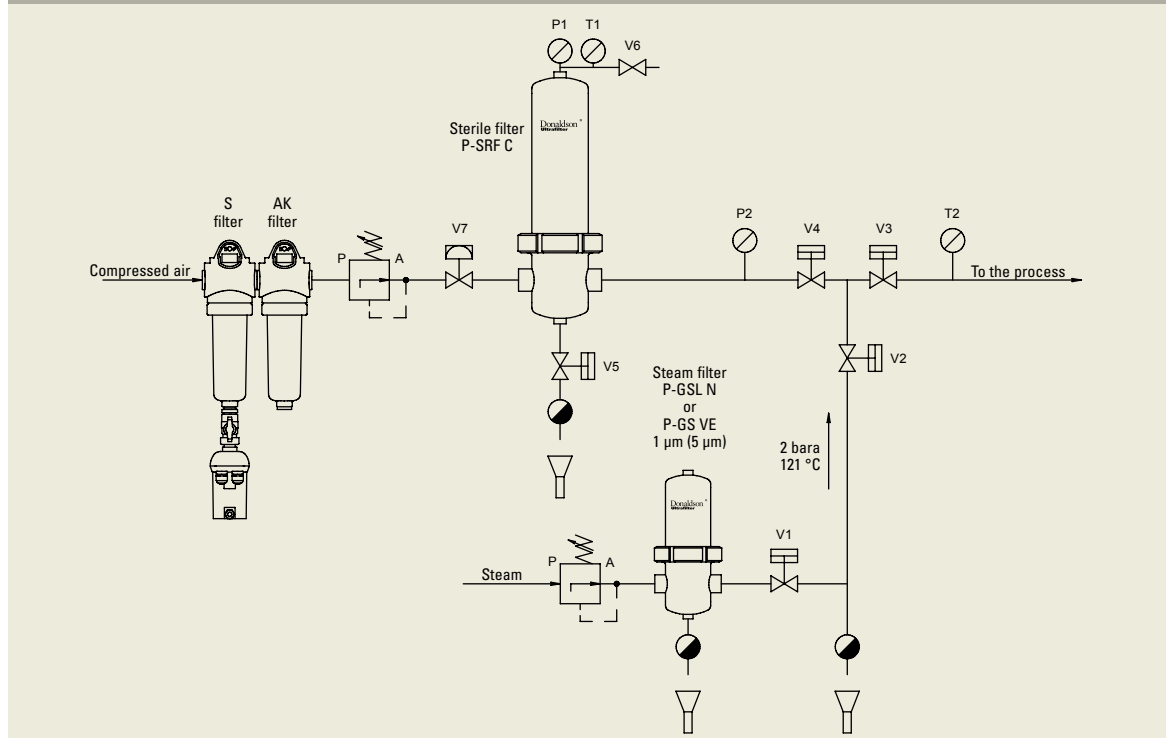 P1
T1
V6
Donaldson
Ultrafilter
Sterile filter
P-SRF C
S
filter
AK
filter
P
A
V7
P2
V4
V3
T2
Compressed air
To the process
V5
V2
Steam filter
P-GSL N
or
P-GS VE
1 µm (5 µm)
2 bara
121 °C
Donaldson
Ultrafilter
V1
P
A
Steam